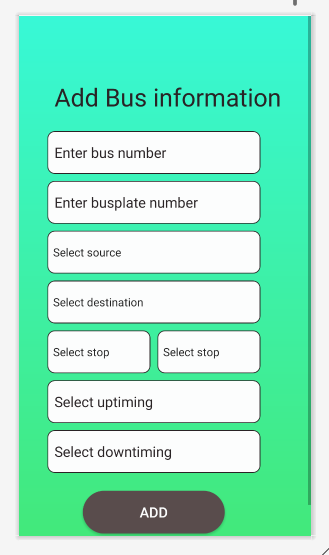 Add Bus information
Enter bus number
Enter busplate number
Select source
Select destination
Select stop Select stop
Select uptiming
Select downtiming
ADD